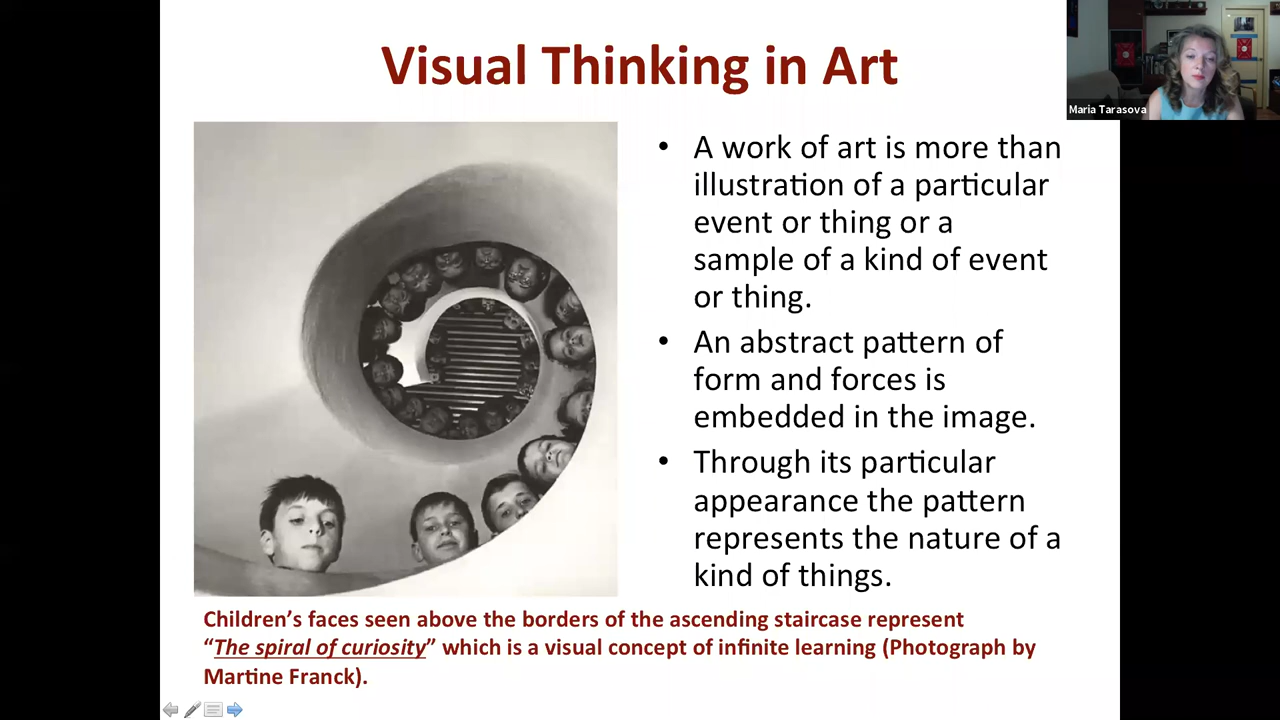 Visual Thinking in Art
Maria Tarasova
• A work of art is more than
illustration of a particular
event or thing or a
sample of a kind of event
or thing.
• An abstract pattern of
form and forces is
embedded in the image.
• Through its particular
appearance the pattern
represents the nature of a
kind of things.
Children’s faces seen above the borders of the ascending staircase represent
“The spiral of curiosity” which is a visual concept of infinite learning (Photograph by
Martine Franck).